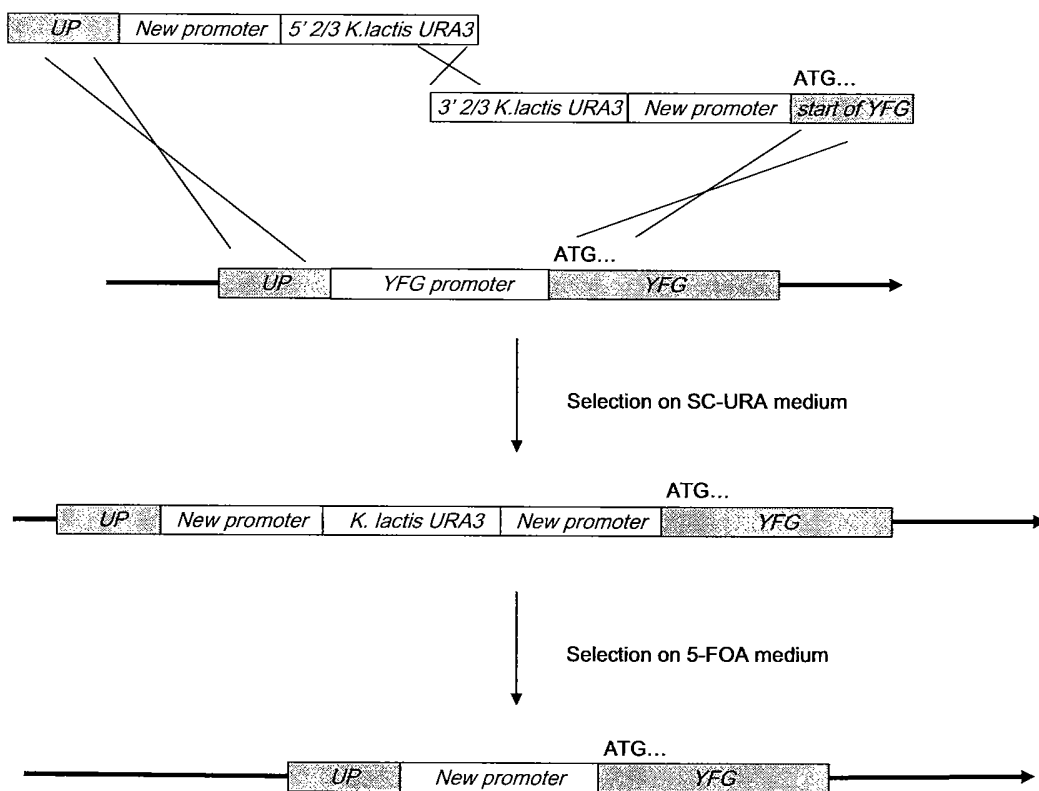 UP New promoter 5' 2/3 K.lactis URA3
ATG...
3' 2/3 K.lactis URA3 New promoter start of YFG
ATG...
UP YFG promoter YFG
Selection on SC-URA medium
ATG...
UP New promoter K. lactis URA3 New promoter YFG
Selection on 5-FOA medium
ATG...
UP New promoter YFG